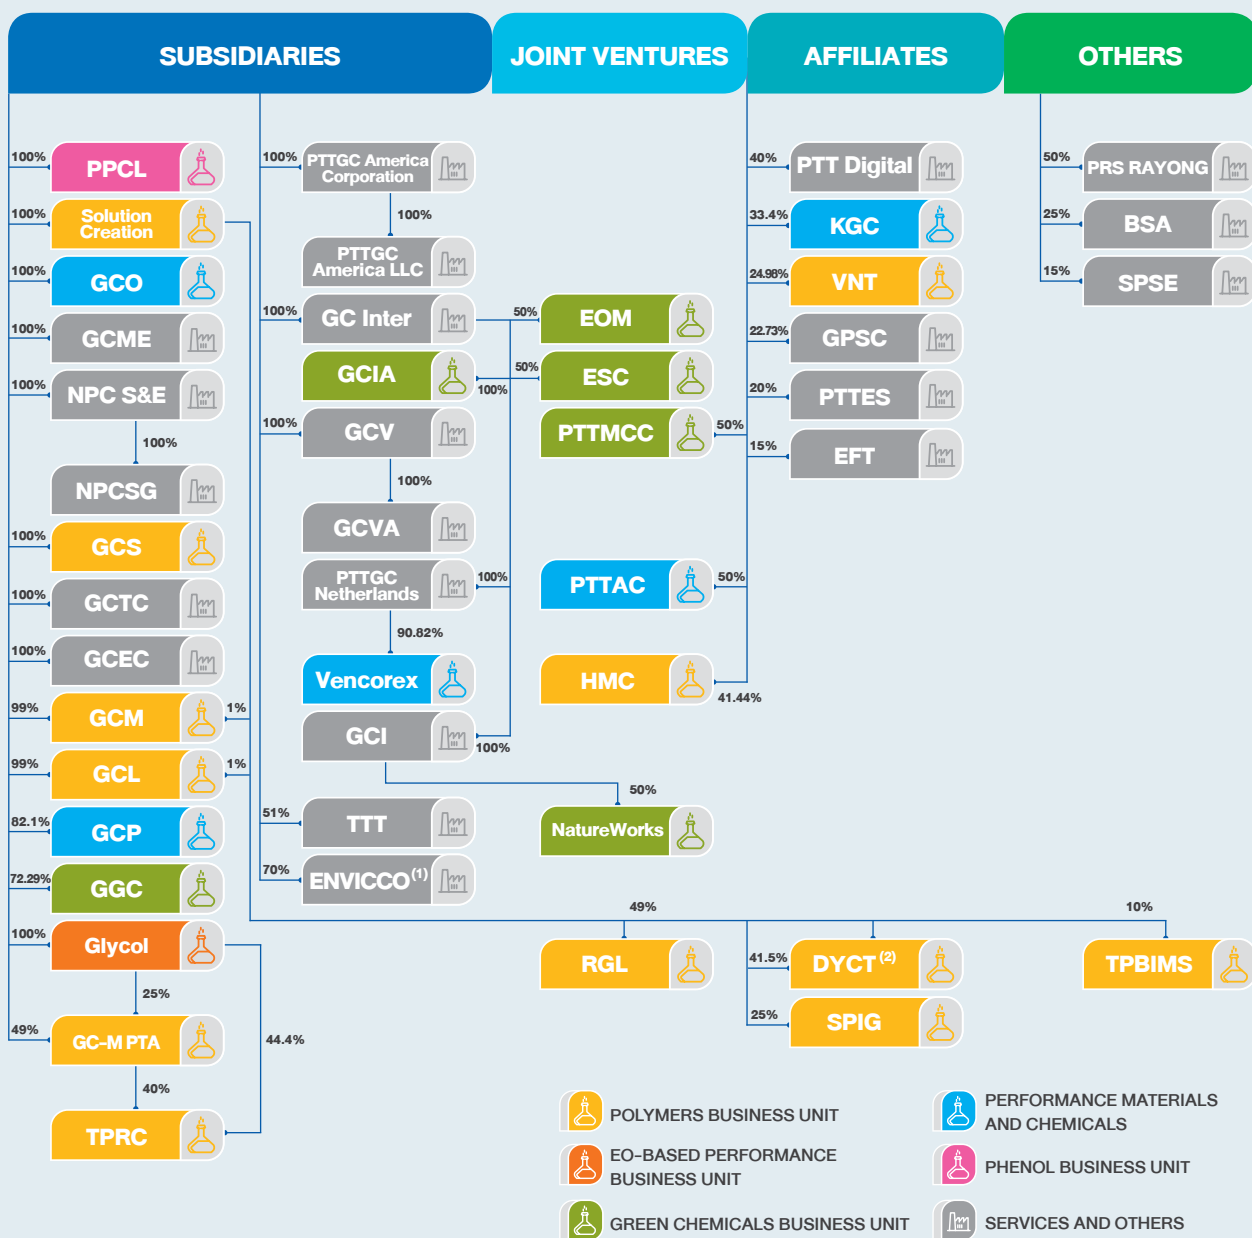 SUBSIDIARIES
JOINT VENTURES
AFFILIATES
OTHERS
100%
PPCL
100%
Solution
Creation
100%
GCO
100%
GCME
100%
NPC S&E
100%
NPCSG
100%
GCS
100%
GCTC
100%
GCEC
99%
GCM
1%
99%
GCL
1%
82.1%
GCP
72.29%
GGC
100%
Glycol
25%
49%
GC-M PTA
44.4%
40%
TPRC
100%
PTTGC America
Corporation
100%
PTTGC
America LLC
100%
GC Inter
GCIA
100%
100%
GCV
100%
GCVA
PTTGC
Netherlands
100%
90.82%
Vencorex
GCI
100%
50%
51%
TTT
70%
ENVICCO(1)
50%
EOM
50%
ESC
PTTMCC
50%
PTTAC
50%
HMC
41.44%
NatureWorks
40%
PTT Digital
33.4%
KGC
24.98%
VNT
22.73%
GPSC
20%
PTTES
15%
EFT
50%
PRS RAYONG
25%
BSA
15%
SPSE
49%
10%
RGL
41.5%
DYCT (2)
TPBIMS
25%
SPIG
POLYMERS BUSINESS UNIT
EO-BASED PERFORMANCE
BUSINESS UNIT
GREEN CHEMICALS BUSINESS UNIT
PERFORMANCE MATERIALS
AND CHEMICALS
PHENOL BUSINESS UNIT
SERVICES AND OTHERS